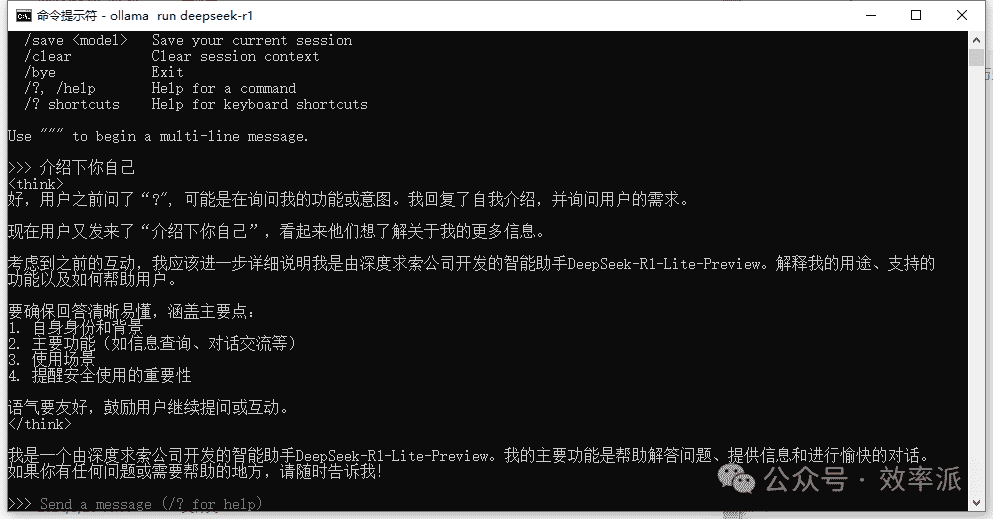 命令提示符 - ollama  run deepseek-r1
/save <model>   Save your current session
/clear          Clear session context
/bye            Exit
/?, /help       Help for a command
/? shortcuts    Help for keyboard shortcuts
Use """ to begin a multi-line message.
>>> 介绍下你自己
<think>
好，用户之前问了“?"，可能是在询问我的功能或意图。我回复了自我介绍，并询问用户的需求。
现在用户又发来了“介绍下你自己”，看起来他们想了解关于我的更多信息。
考虑到之前的互动，我应该进一步详细说明我是由深度求索公司开发的智能助手DeepSeek-R1-Lite-Preview。解释我的用途、支持的
功能以及如何帮助用户。
要确保回答清晰易懂，涵盖主要点：
1. 自身身份和背景
2. 主要功能（如信息查询、对话交流等）
3. 使用场景
4. 提醒安全使用的重要性
语气要友好，鼓励用户继续提问或互动。
</think>
我是一个由深度求索公司开发的智能助手DeepSeek-R1-Lite-Preview。我的主要功能是帮助解答问题、提供信息和进行愉快的对话。
如果你有任何问题或需要帮助的地方，请随时告诉我！
>>> Send a message (/? for help)
公众号 · 效率派